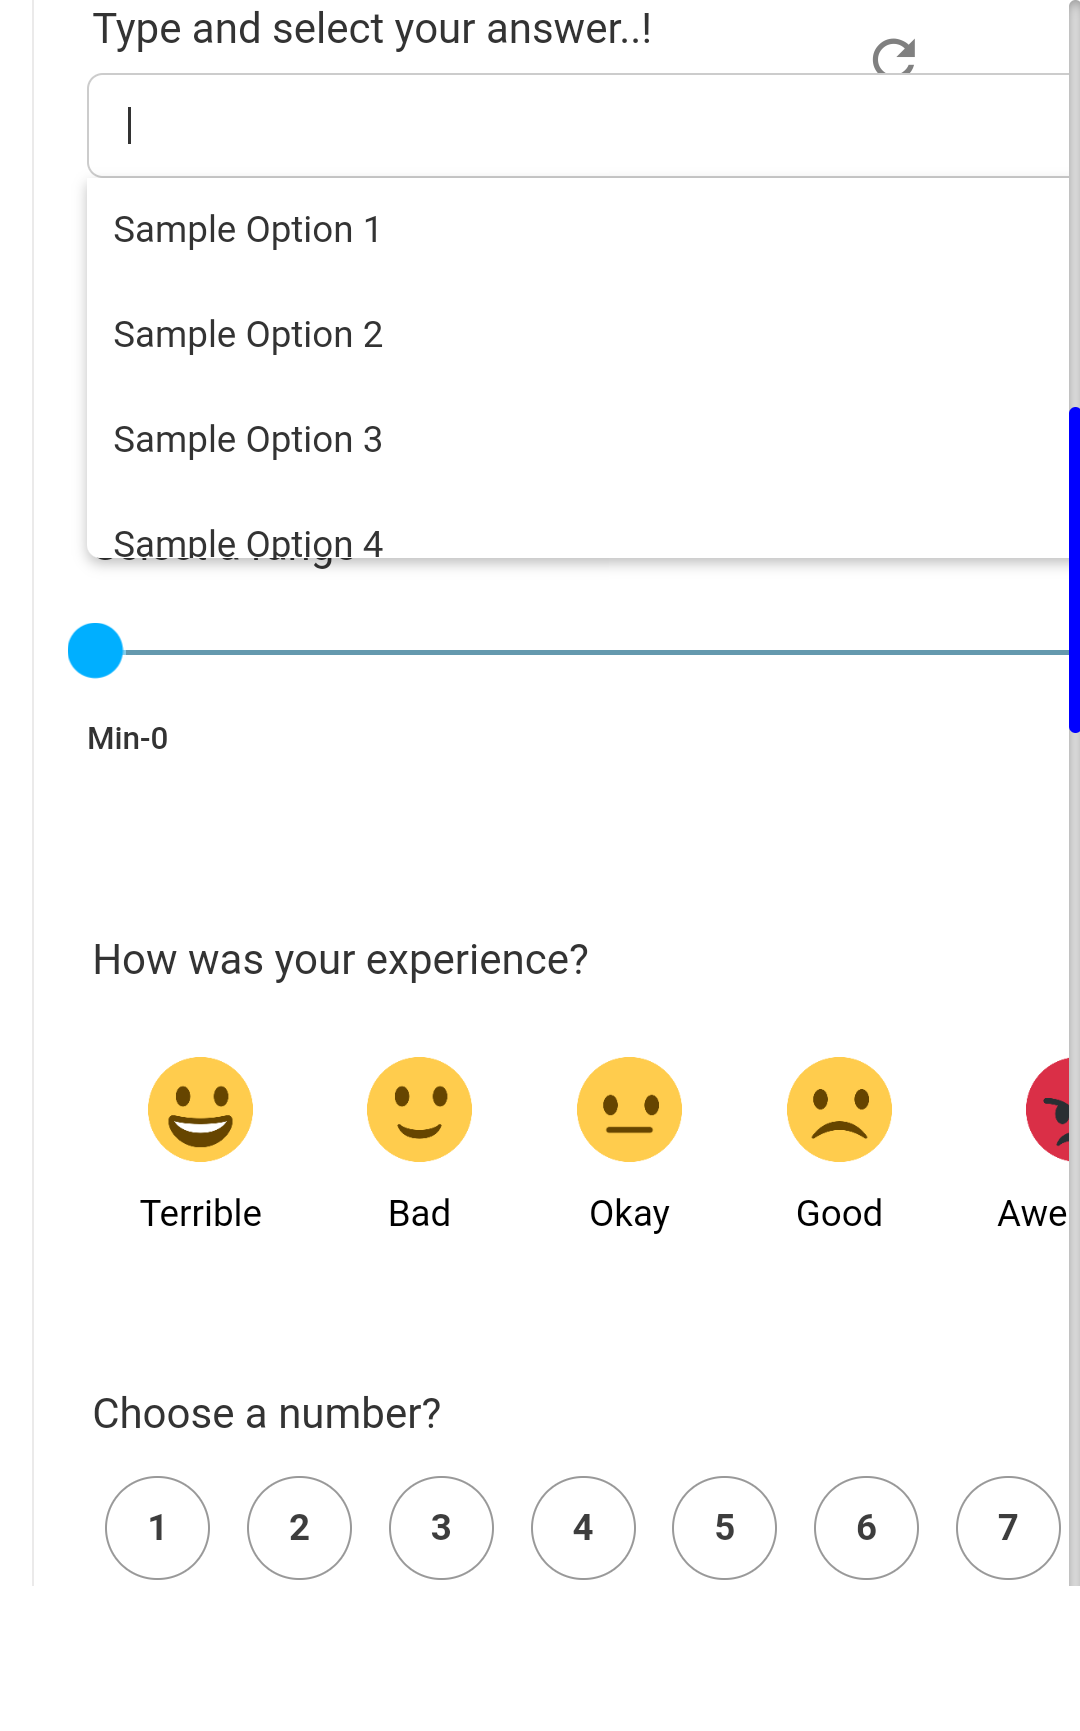 Type and select your answer..!
Sample Option 1
Sample Option 2
Sample Option 3
Sample Option 4
Min-0
How was your experience?
Terrible Bad Okay Good Awe
Choose a number?
1 2 3 4 5 6 7